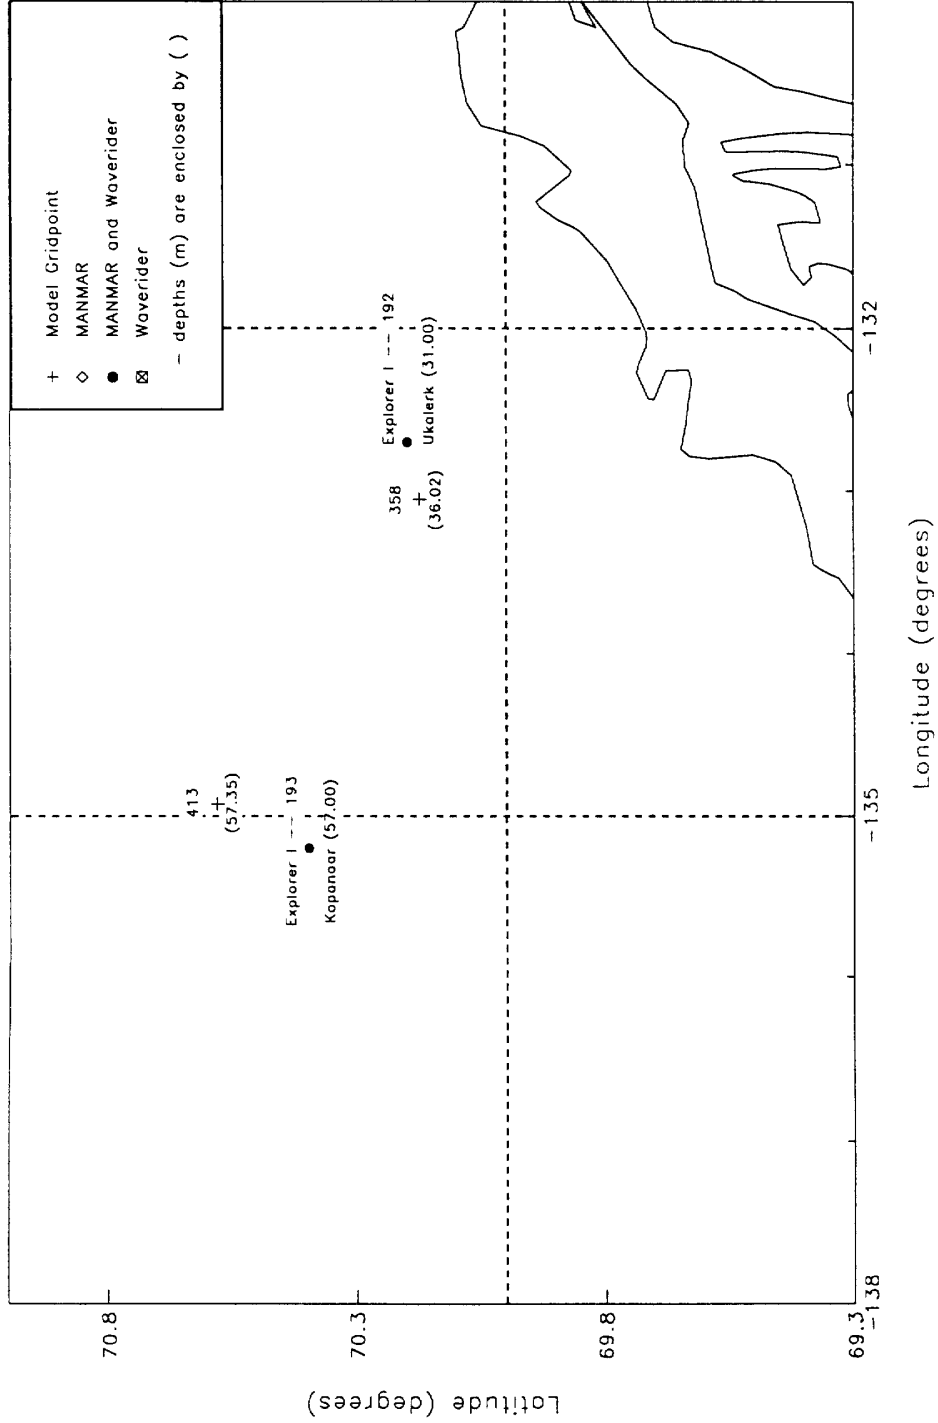 + Model Gridpoint
◇ MANMAR
● MANMAR and Waverider
⊠ Waverider
- depths (m) are enclosed by ( )
413
+
(57.35)
Explorer I --- 193
Kopanoar (57.00)
358
+
(36.02)
Explorer I --- 192
Ukalerk (31.00)
70.8
70.3
69.8
69.3
-138
-135
-132
Latitude (degrees)
Longitude (degrees)